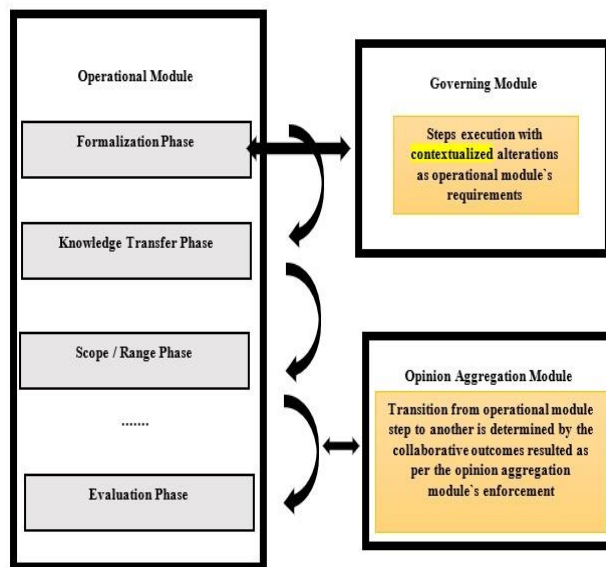 Operational Module
Formalization Phase
Knowledge Transfer Phase
Scope / Range Phase
.......
Evaluation Phase
Governing Module
Steps execution with
contextualized alterations
as operational module`s
requirements
Opinion Aggregation Module
Transition from operational module
step to another is determined by the
collaborative outcomes resulted as
per the opinion aggregation
module`s enforcement